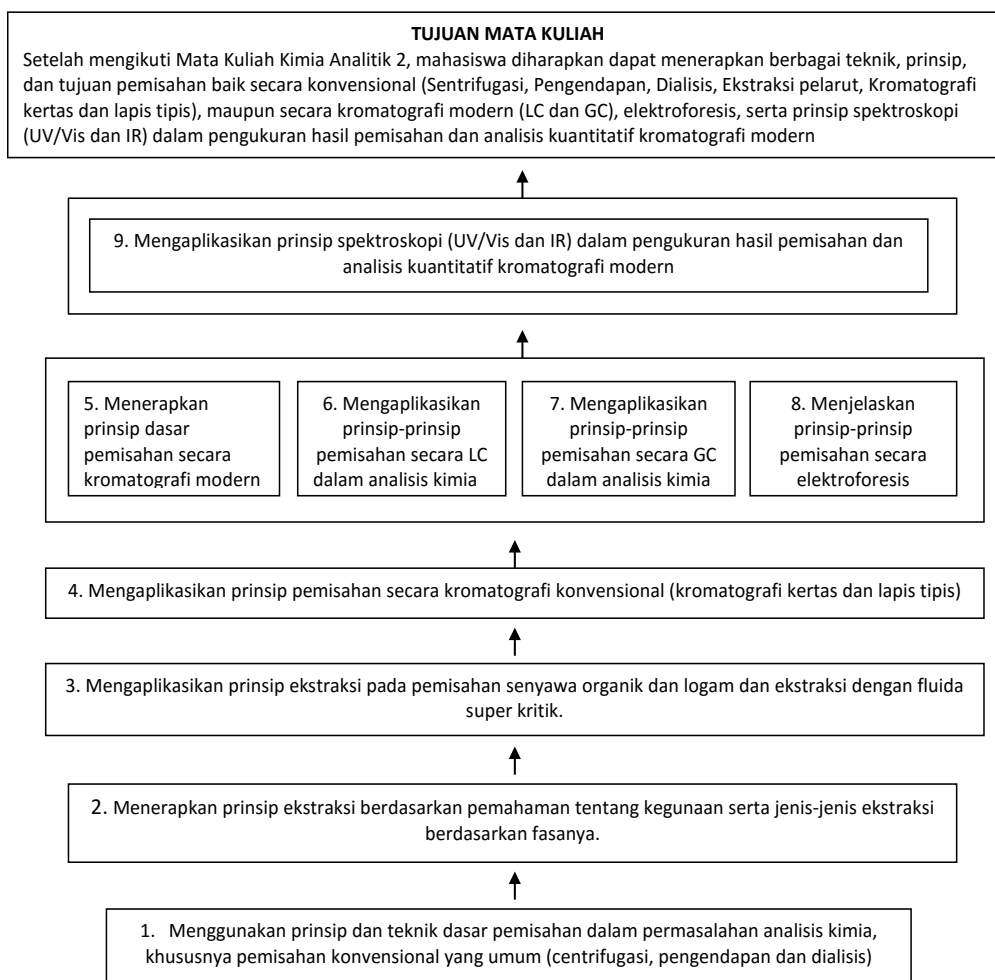 TUJUAN MATA KULIAH
Setelah mengikuti Mata Kuliah Kimia Analitik 2, mahasiswa diharapkan dapat menerapkan berbagai teknik, prinsip,
dan tujuan pemisahan baik secara konvensional (Sentrifugasi, Pengendapan, Dialisis, Ekstraksi pelarut, Kromatografi
kertas dan lapis tipis), maupun secara kromatografi modern (LC dan GC), elektroforesis, serta prinsip spektroskopi
(UV/Vis dan IR) dalam pengukuran hasil pemisahan dan analisis kuantitatif kromatografi modern
9. Mengaplikasikan prinsip spektroskopi (UV/Vis dan IR) dalam pengukuran hasil pemisahan dan
analisis kuantitatif kromatografi modern
5. Menerapkan
prinsip dasar
pemisahan secara
kromatografi modern
6. Mengaplikasikan
prinsip-prinsip
pemisahan secara LC
dalam analisis kimia
7. Mengaplikasikan
prinsip-prinsip
pemisahan secara GC
dalam analisis kimia
8. Menjelaskan
prinsip-prinsip
pemisahan secara
elektroforesis
4. Mengaplikasikan prinsip pemisahan secara kromatografi konvensional (kromatografi kertas dan lapis tipis)
3. Mengaplikasikan prinsip ekstraksi pada pemisahan senyawa organik dan logam dan ekstraksi dengan fluida
super kritik.
2. Menerapkan prinsip ekstraksi berdasarkan pemahaman tentang kegunaan serta jenis-jenis ekstraksi
berdasarkan fasanya.
1. Menggunakan prinsip dan teknik dasar pemisahan dalam permasalahan analisis kimia,
khususnya pemisahan konvensional yang umum (centrifugasi, pengendapan dan dialisis)